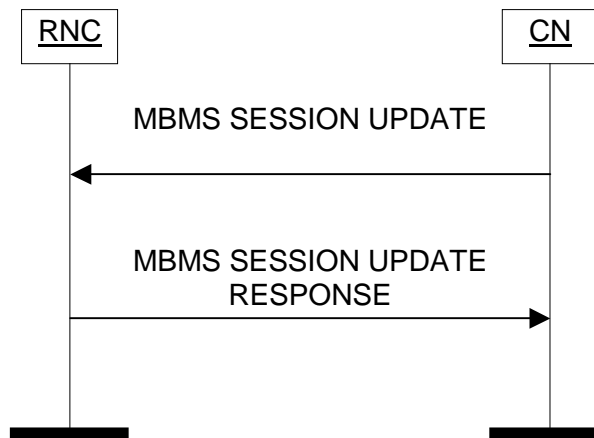 RNC
CN
MBMS SESSION UPDATE
MBMS SESSION UPDATE
RESPONSE